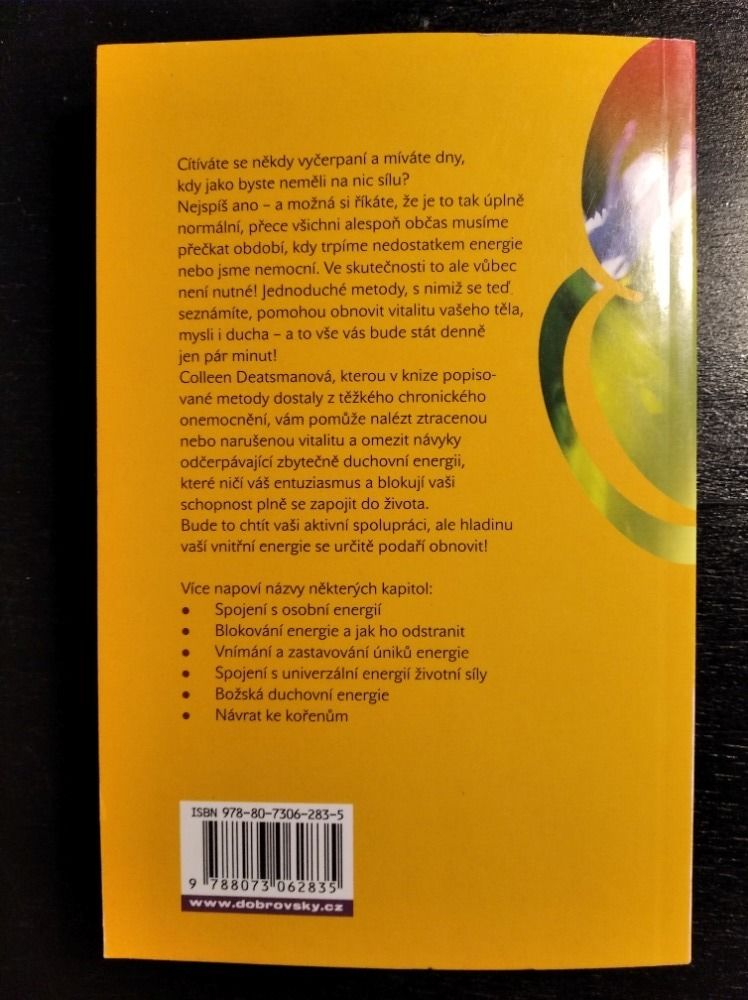 Cítíváte se někdy vyčerpaní a míváte dny,
kdy jako byste neměli na nic sílu?
Nejspíš ano – a možná si říkáte, že je to tak úplně
normální, přece všichni alespoň občas musíme
přečkat období, kdy trpíme nedostatkem energie
nebo jsme nemocní. Ve skutečnosti to ale vůbec
není nutné! Jednoduché metody, s nimiž se teď
seznámíte, pomohou obnovit vitalitu vašeho těla,
mysli i ducha – a to vše vás bude stát denně
jen pár minut!
Colleen Deatsmanová, kterou v knize popiso-
vané metody dostaly z těžkého chronického
onemocnění, vám pomůže nalézt ztracenou
nebo narušenou vitalitu a omezit návyky
odčerpávající zbytečně duchovní energii,
které ničí váš entuziasmus a blokují vaši
schopnost plně se zapojit do života.
Bude to chtít vaši aktivní spolupráci, ale hladinu
vaší vnitřní energie se určitě podaří obnovit!
Více napoví názvy některých kapitol:
• Spojení s osobní energií
• Blokování energie a jak ho odstranit
• Vnímání a zastavování úniků energie
• Spojení s univerzální energií životní síly
• Božská duchovní energie
• Návrat ke kořenům
ISBN 978-80-7306-283-5
9 788073 062835
www.dobrovsky.cz